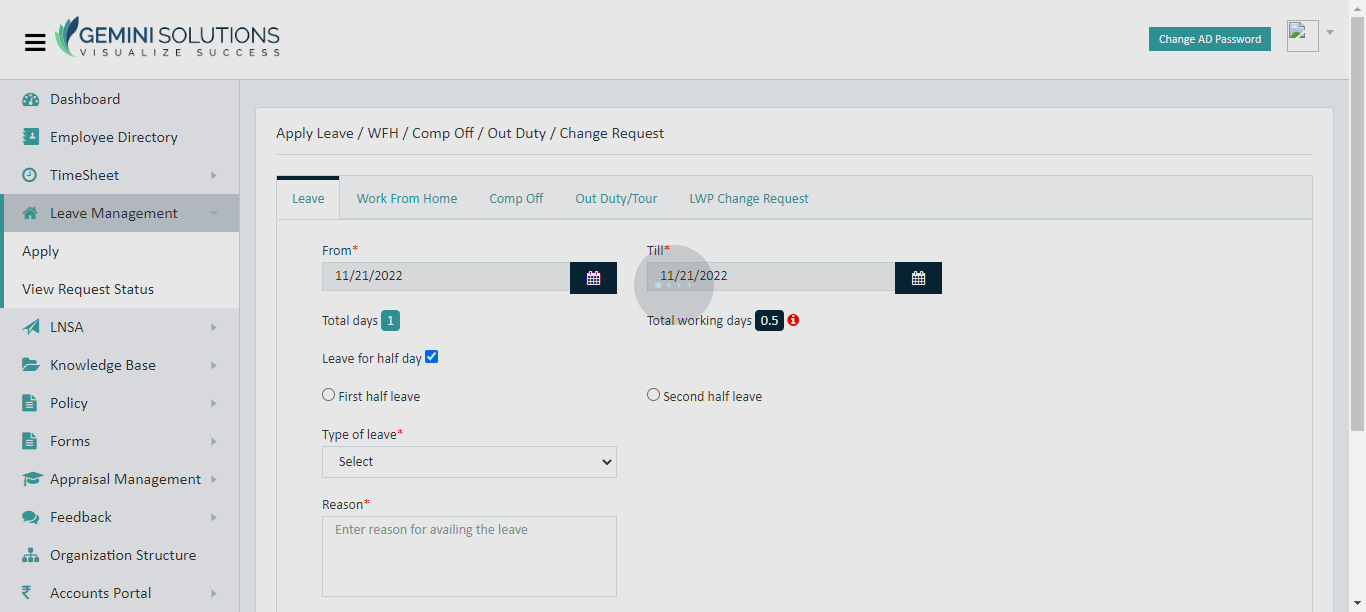 GEMINI SOLUTIONS
VISUALIZE SUCCESS
Change AD Password
Dashboard
Employee Directory
TimeSheet
Leave Management
Apply
View Request Status
LNSA
Knowledge Base
Policy
Forms
Appraisal Management
Feedback
Organization Structure
Accounts Portal
Apply Leave / WFH / Comp Off / Out Duty / Change Request
Leave Work From Home Comp Off Out Duty/Tour LWP Change Request
From* Till*
11/21/2022 11/21/2022
Total days 1 Total working days 0.5
Leave for half day
First half leave Second half leave
Type of leave*
Select
Reason*
Enter reason for availing the leave